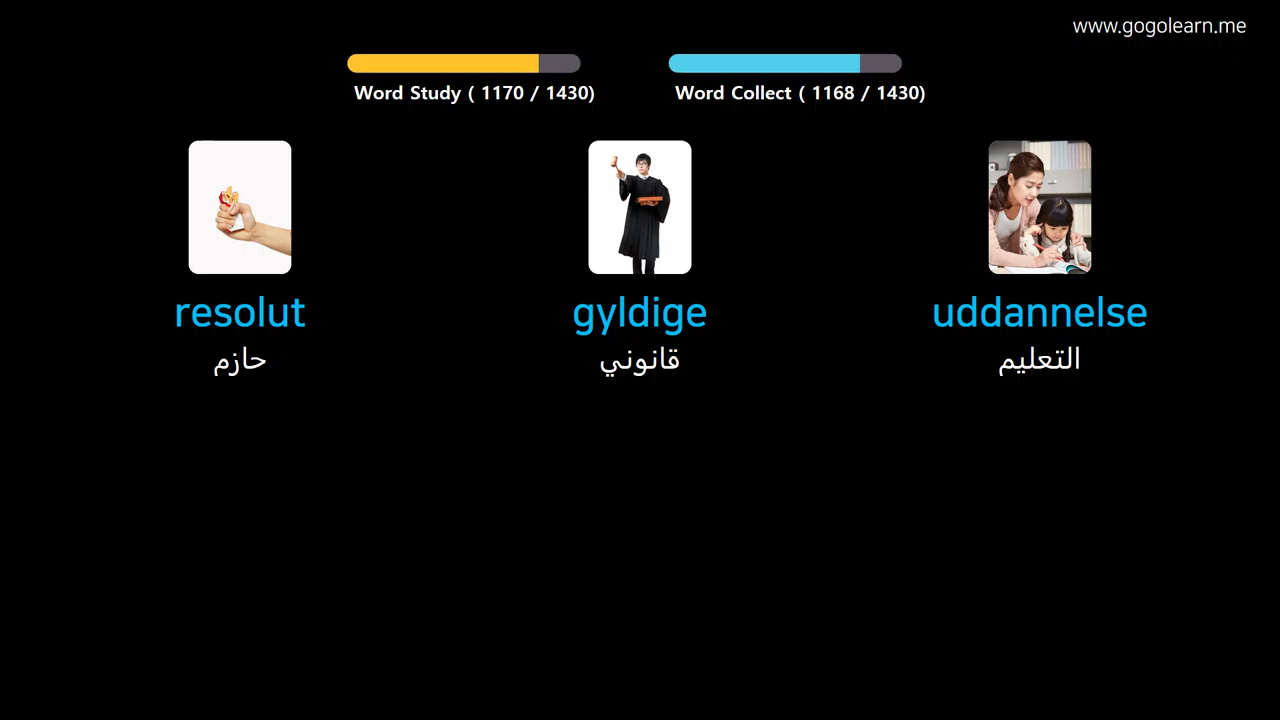 www.gogolearn.me
Word Study ( 1170 / 1430)
Word Collect ( 1168 / 1430)
resolut
حازم
gyldige
قانوني
uddannelse
التعليم